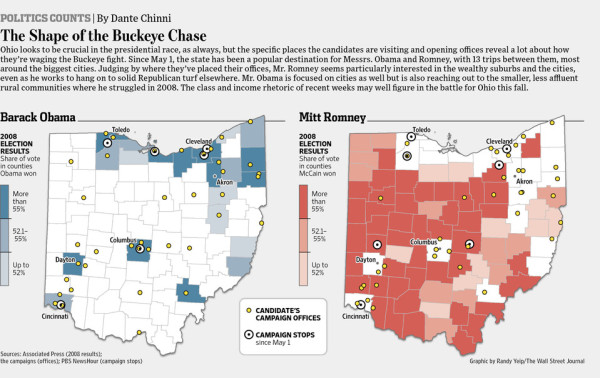 POLITICS COUNTS | By Dante Chinni
The Shape of the Buckeye Chase
Ohio looks to be crucial in the presidential race, as always, but the specific places the candidates are visiting and opening offices reveal a lot about how
they're waging the Buckeye fight. Since May 1, the state has been a popular destination for Messrs. Obama and Romney, with 13 trips between them, most
around the biggest cities. Judging by where they've placed their offices, Mr. Romney seems particularly interested in the wealthy suburbs and the cities,
even as he works to hang on to solid Republican turf elsewhere. Mr. Obama is focused on cities as well but is also reaching out to the smaller, less affluent
rural communities where he struggled in 2008. The class and income rhetoric of recent weeks may well figure in the battle for Ohio this fall.
Barack Obama
2008
ELECTION
RESULTS
Share of vote
in counties
Obama won
More
than
55%
52.1–
55%
Up to
52%
Toledo
Cleveland
Akron
Columbus
Dayton
Cincinnati
Mitt Romney
2008
ELECTION
RESULTS
Share of vote
in counties
McCain won
More
than
55%
52.1–
55%
Up to
52%
Toledo
Cleveland
Akron
Columbus
Dayton
Cincinnati
CANDIDATE'S
CAMPAIGN OFFICES
CAMPAIGN STOPS
since May 1
Sources: Associated Press (2008 results);
the campaigns (offices); PBS NewsHour (campaign stops)
Graphic by Randy Yeip/The Wall Street Journal